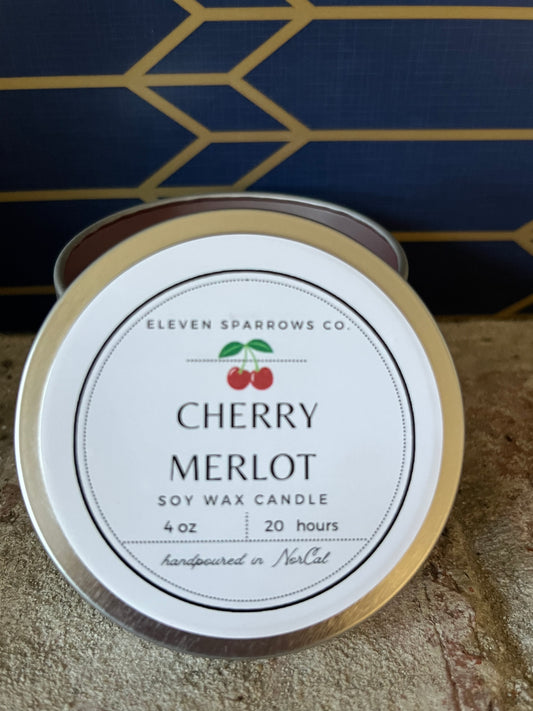 ELEVEN SPARROWS CO.
CHERRY
MERLOT
SOY WAX CANDLE
4 oz 20 hours
handpoured in NorCal